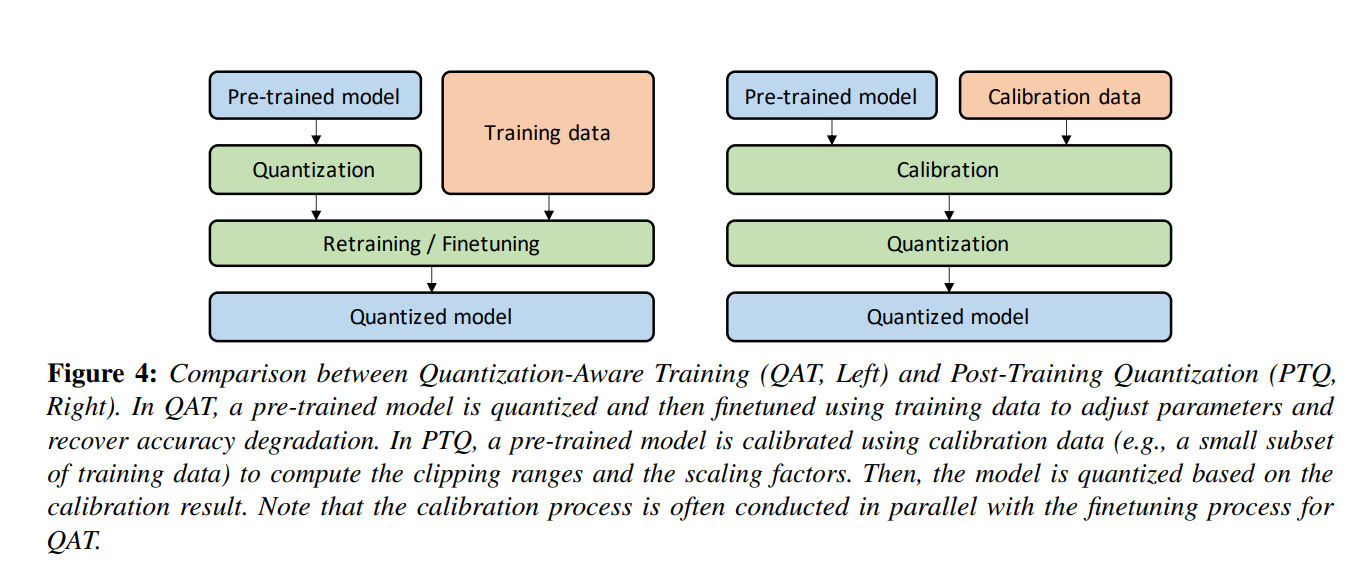 Pre-trained model
Training data
Quantization
Retraining / Finetuning
Quantized model
Pre-trained model
Calibration data
Calibration
Quantization
Quantized model
Figure 4: Comparison between Quantization-Aware Training (QAT, Left) and Post-Training Quantization (PTQ,
Right). In QAT, a pre-trained model is quantized and then finetuned using training data to adjust parameters and
recover accuracy degradation. In PTQ, a pre-trained model is calibrated using calibration data (e.g., a small subset
of training data) to compute the clipping ranges and the scaling factors. Then, the model is quantized based on the
calibration result. Note that the calibration process is often conducted in parallel with the finetuning process for
QAT.